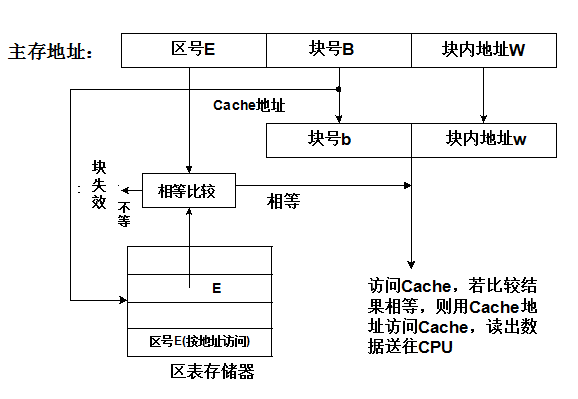 主存地址：
区号E
块号B
块内地址W
Cache地址
块号b
块内地址w
块失效
:
不等
相等比较
相等
E
区号E(按地址访问)
区表存储器
访问Cache，若比较结
果相等，则用Cache地
址访问Cache，读出数
据送往CPU